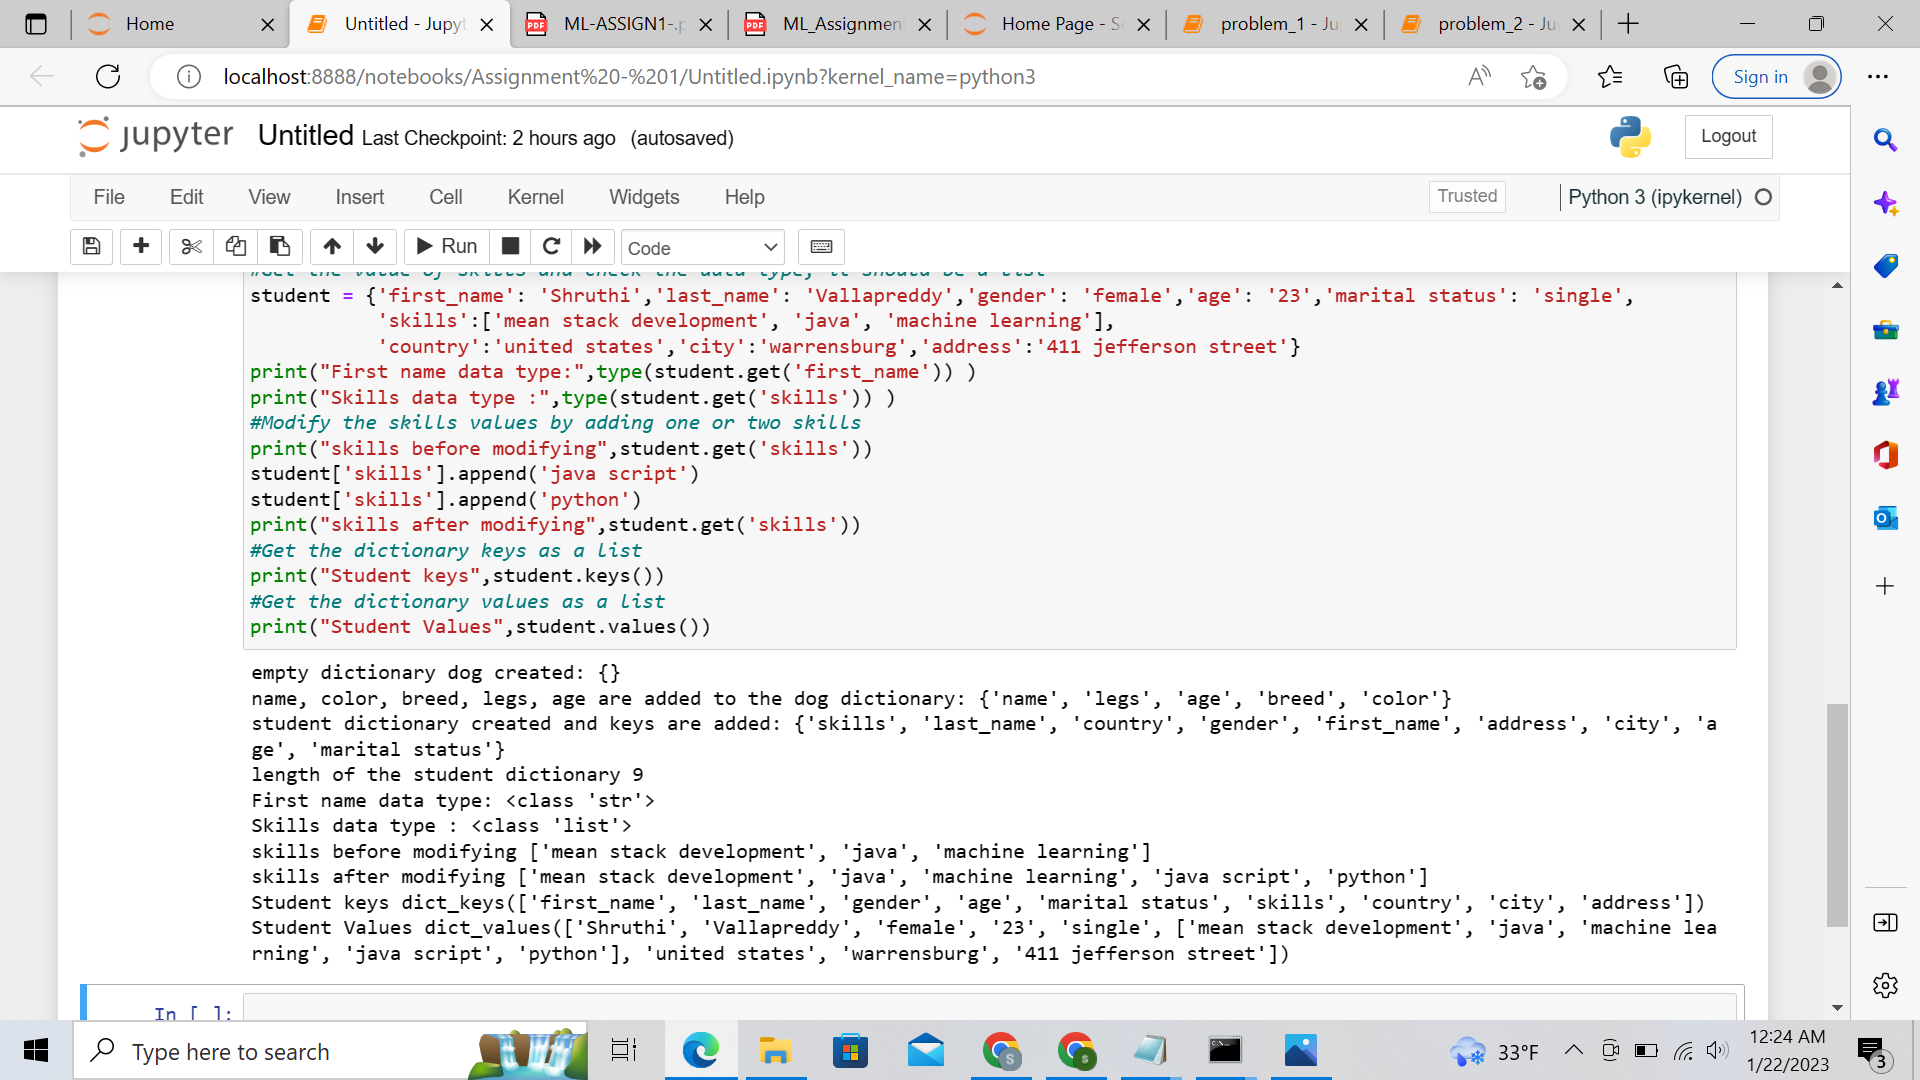 Home
Untitled - Jupyt
ML-ASSIGN1-.p
ML_Assignmen
Home Page - S
problem_1 - Ju
problem_2 - Ju
localhost:8888/notebooks/Assignment%20-%201/Untitled.ipynb?kernel_name=python3
Sign in
jupyter Untitled Last Checkpoint: 2 hours ago (autosaved)
Logout
File Edit View Insert Cell Kernel Widgets Help
Trusted
Python 3 (ipykernel)
Run
Code
#Get the value of skills and check the data type, it should be a list
student = {'first_name': 'Shruthi','last_name': 'Vallapreddy','gender': 'female','age': '23','marital status': 'single',
'skills':['mean stack development', 'java', 'machine learning'],
'country':'united states','city':'warrensburg','address':'411 jefferson street'}
print("First name data type:",type(student.get('first_name')) )
print("Skills data type :",type(student.get('skills')) )
#Modify the skills values by adding one or two skills
print("skills before modifying",student.get('skills'))
student['skills'].append('java script')
student['skills'].append('python')
print("skills after modifying",student.get('skills'))
#Get the dictionary keys as a list
print("Student keys",student.keys())
#Get the dictionary values as a list
print("Student Values",student.values())
empty dictionary dog created: {}
name, color, breed, legs, age are added to the dog dictionary: {'name', 'legs', 'age', 'breed', 'color'}
student dictionary created and keys are added: {'skills', 'last_name', 'country', 'gender', 'first_name', 'address', 'city', 'a
ge', 'marital status'}
length of the student dictionary 9
First name data type: <class 'str'>
Skills data type : <class 'list'>
skills before modifying ['mean stack development', 'java', 'machine learning']
skills after modifying ['mean stack development', 'java', 'machine learning', 'java script', 'python']
Student keys dict_keys(['first_name', 'last_name', 'gender', 'age', 'marital status', 'skills', 'country', 'city', 'address'])
Student Values dict_values(['Shruthi', 'Vallapreddy', 'female', '23', 'single', ['mean stack development', 'java', 'machine lea
rning', 'java script', 'python'], 'united states', 'warrensburg', '411 jefferson street'])
In [ ]:
Type here to search
33°F
12:24 AM
1/22/2023
3